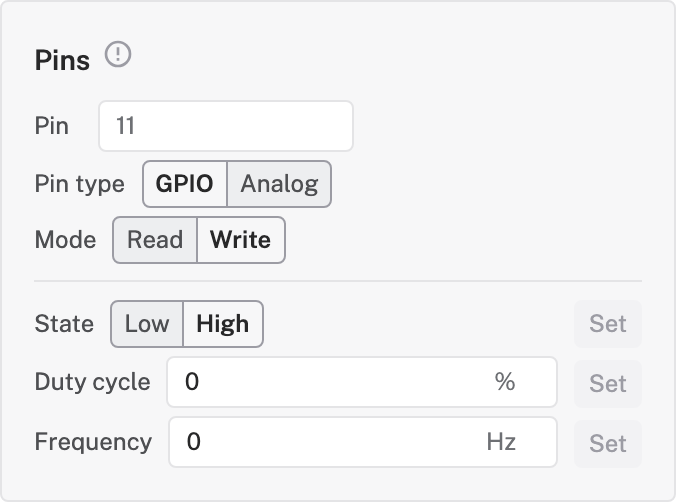 Pins
Pin 11
Pin type GPIO Analog
Mode Read Write
State Low High Set
Duty cycle 0 % Set
Frequency 0 Hz Set